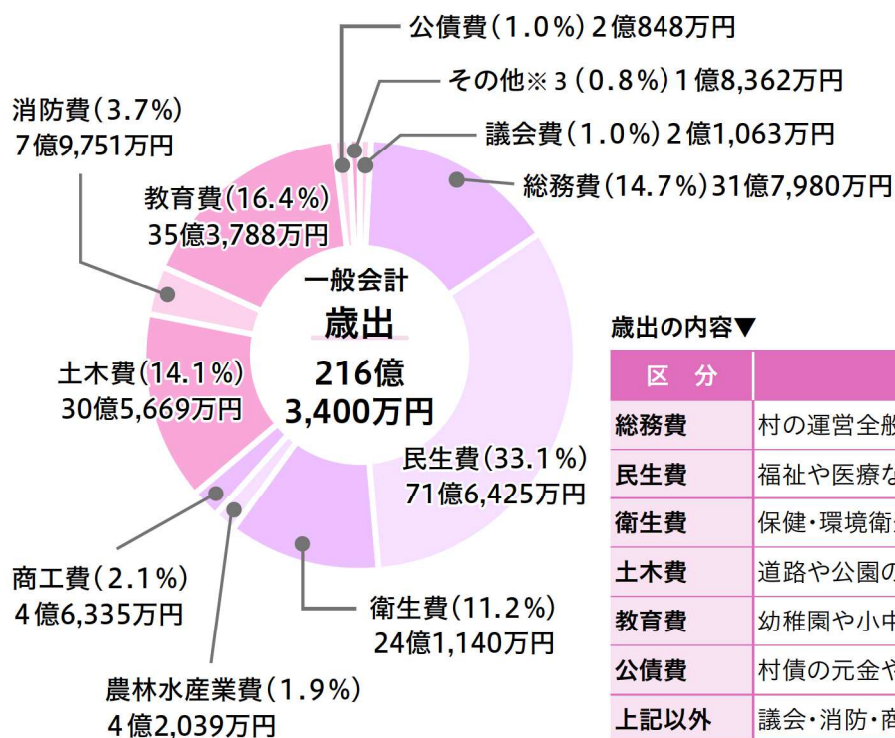 公債費(1.0%)2億848万円
その他※3(0.8%)1億8,362万円
議会費(1.0%)2億1,063万円
総務費(14.7%)31億7,980万円
消防費(3.7%)
7億9,751万円
教育費(16.4%)
35億3,788万円
一般会計
歳出
216億
3,400万円
土木費(14.1%)
30億5,669万円
民生費(33.1%)
71億6,425万円
商工費(2.1%)
4億6,335万円
衛生費(11.2%)
24億1,140万円
農林水産業費(1.9%)
4億2,039万円
歳出の内容▼
区 分
総務費 村の運営全般
民生費 福祉や医療な
衛生費 保健・環境衛
土木費 道路や公園の
教育費 幼稚園や小中
公債費 村債の元金や
上記以外 議会・消防・商